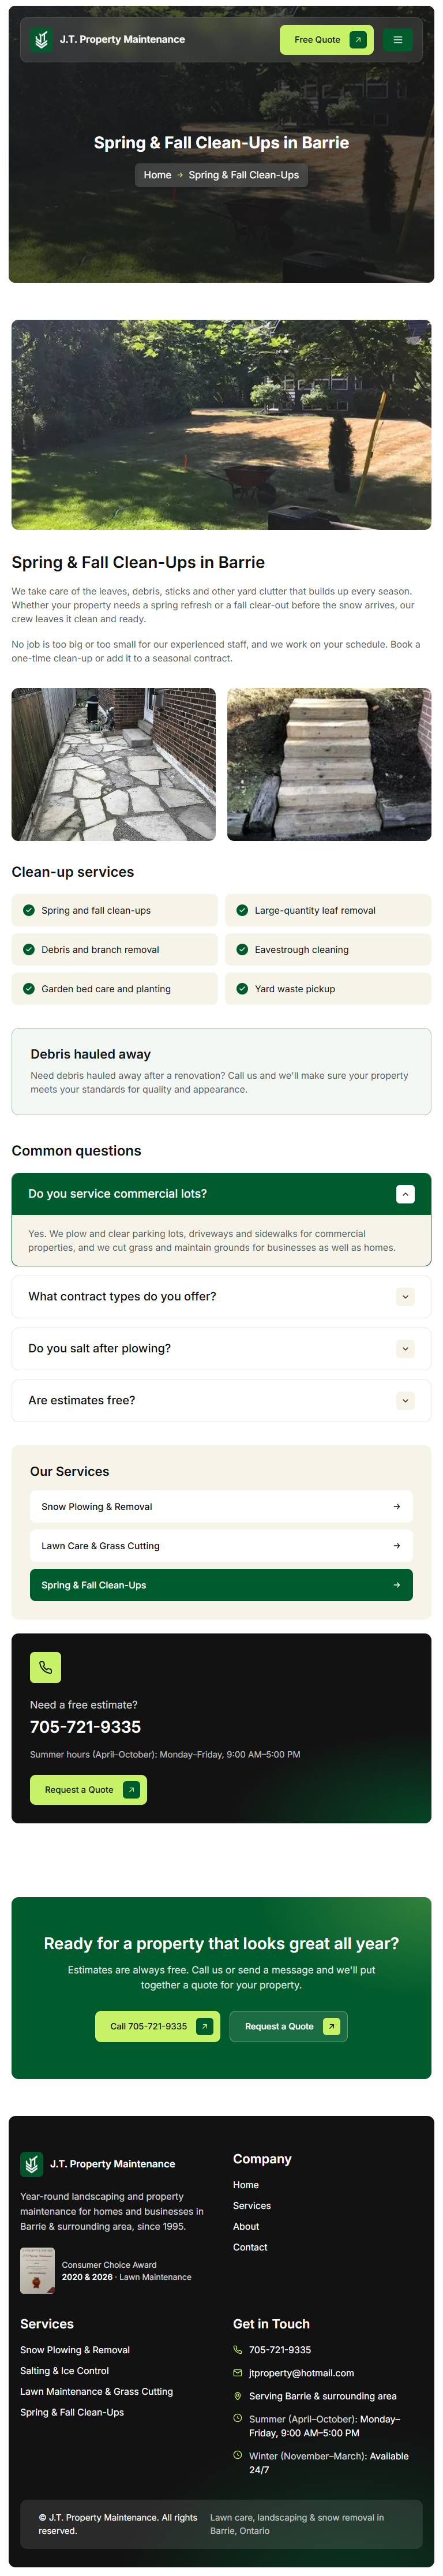 J.T. Property Maintenance
Free Quote
Spring & Fall Clean-Ups in Barrie
Home → Spring & Fall Clean-Ups
Spring & Fall Clean-Ups in Barrie
We take care of the leaves, debris, sticks and other yard clutter that builds up every season.
Whether your property needs a spring refresh or a fall clear-out before the snow arrives, our
crew leaves it clean and ready.
No job is too big or too small for our experienced staff, and we work on your schedule. Book a
one-time clean-up or add it to a seasonal contract.
Clean-up services
Spring and fall clean-ups
Large-quantity leaf removal
Debris and branch removal
Eavestrough cleaning
Garden bed care and planting
Yard waste pickup
Debris hauled away
Need debris hauled away after a renovation? Call us and we'll make sure your property
meets your standards for quality and appearance.
Common questions
Do you service commercial lots?
Yes. We plow and clear parking lots, driveways and sidewalks for commercial
properties, and we cut grass and maintain grounds for businesses as well as homes.
What contract types do you offer?
Do you salt after plowing?
Are estimates free?
Our Services
Snow Plowing & Removal
Lawn Care & Grass Cutting
Spring & Fall Clean-Ups
Need a free estimate?
705-721-9335
Summer hours (April–October): Monday–Friday, 9:00 AM–5:00 PM
Request a Quote
Ready for a property that looks great all year?
Estimates are always free. Call us or send a message and we'll put
together a quote for your property.
Call 705-721-9335
Request a Quote
J.T. Property Maintenance
Year-round landscaping and property
maintenance for homes and businesses in
Barrie & surrounding area, since 1995.
Consumer Choice Award
2020 & 2026 · Lawn Maintenance
Company
Home
Services
About
Contact
Services
Snow Plowing & Removal
Salting & Ice Control
Lawn Maintenance & Grass Cutting
Spring & Fall Clean-Ups
Get in Touch
705-721-9335
jtproperty@hotmail.com
Serving Barrie & surrounding area
Summer (April–October): Monday–
Friday, 9:00 AM–5:00 PM
Winter (November–March): Available
24/7
© J.T. Property Maintenance. All rights
reserved.
Lawn care, landscaping & snow removal in
Barrie, Ontario